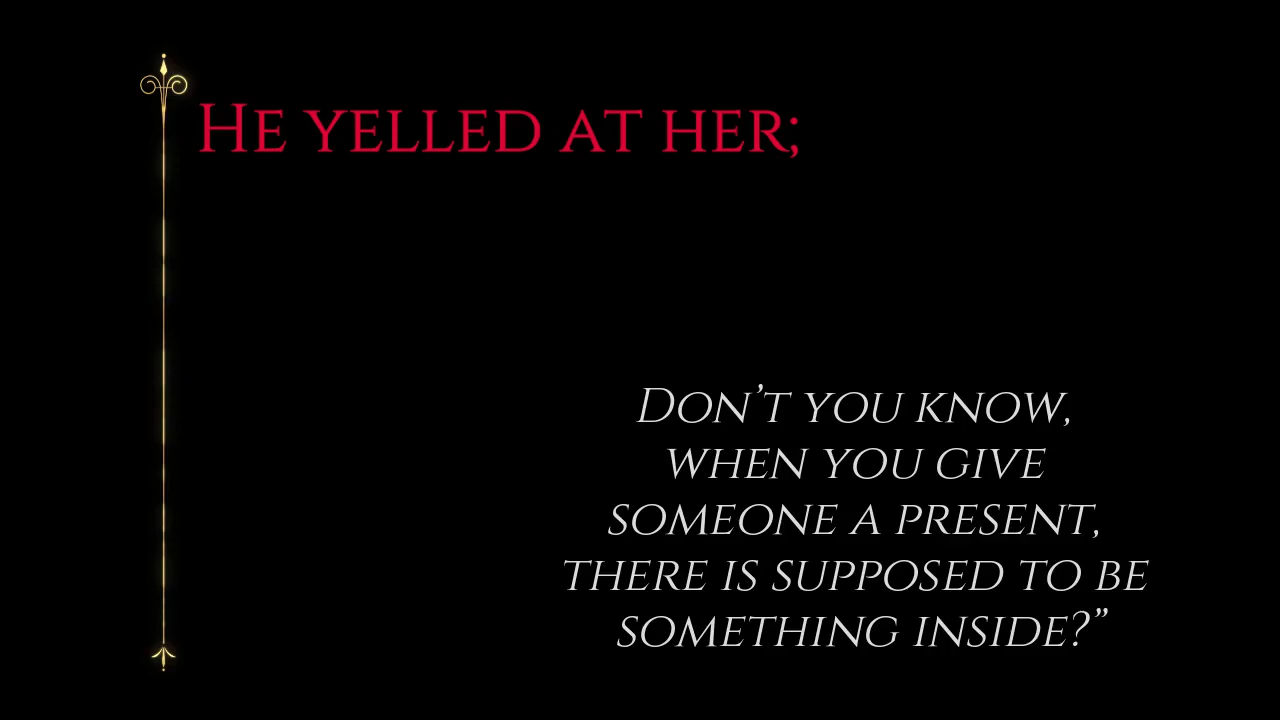 He yelled at her;
Don’t you know,
when you give
someone a present,
there is supposed to be
something inside?”